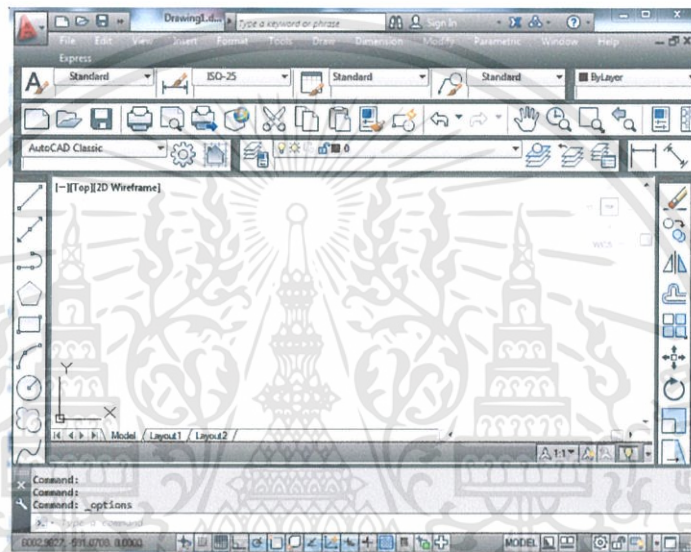 Drawing1.d... Type a keyword or phrase Sign In
File Edit View Insert Format Tools Draw Dimension Modify Parametric Window Help
Express
Standard ISO-25 Standard Standard ByLayer
AutoCAD Classic 0
[-][Top][2D Wireframe]
WCS
Y
X
Model Layout1 Layout2
1:1
Command:
Command:
Command: _options
Type a command
MODEL